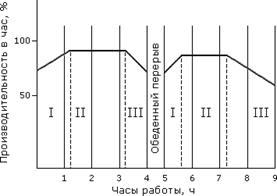 Производительность в час, %
100
50
I II III Обеденный перерыв I II III
1 2 3 4 5 6 7 8 9
Часы работы, ч